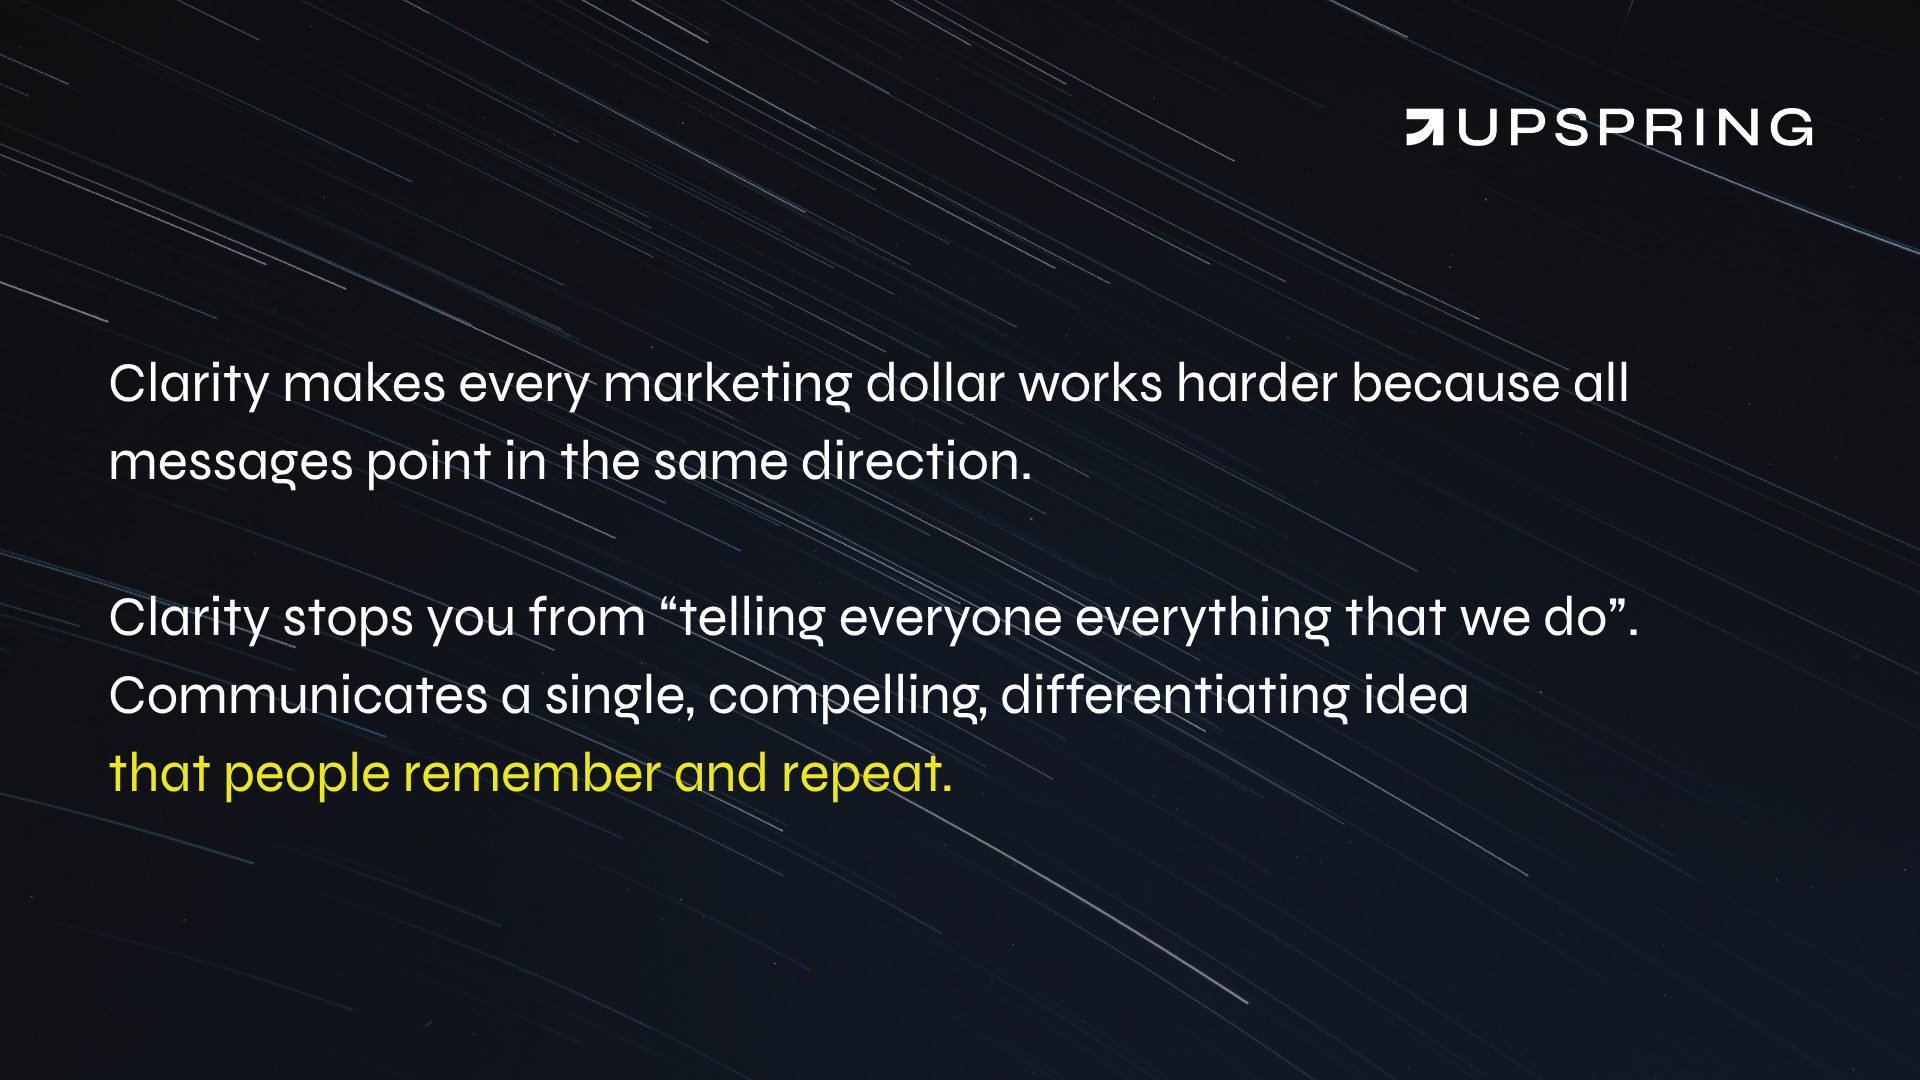 UPSPRING
Clarity makes every marketing dollar works harder because all
messages point in the same direction.
Clarity stops you from “telling everyone everything that we do”.
Communicates a single, compelling, differentiating idea
that people remember and repeat.